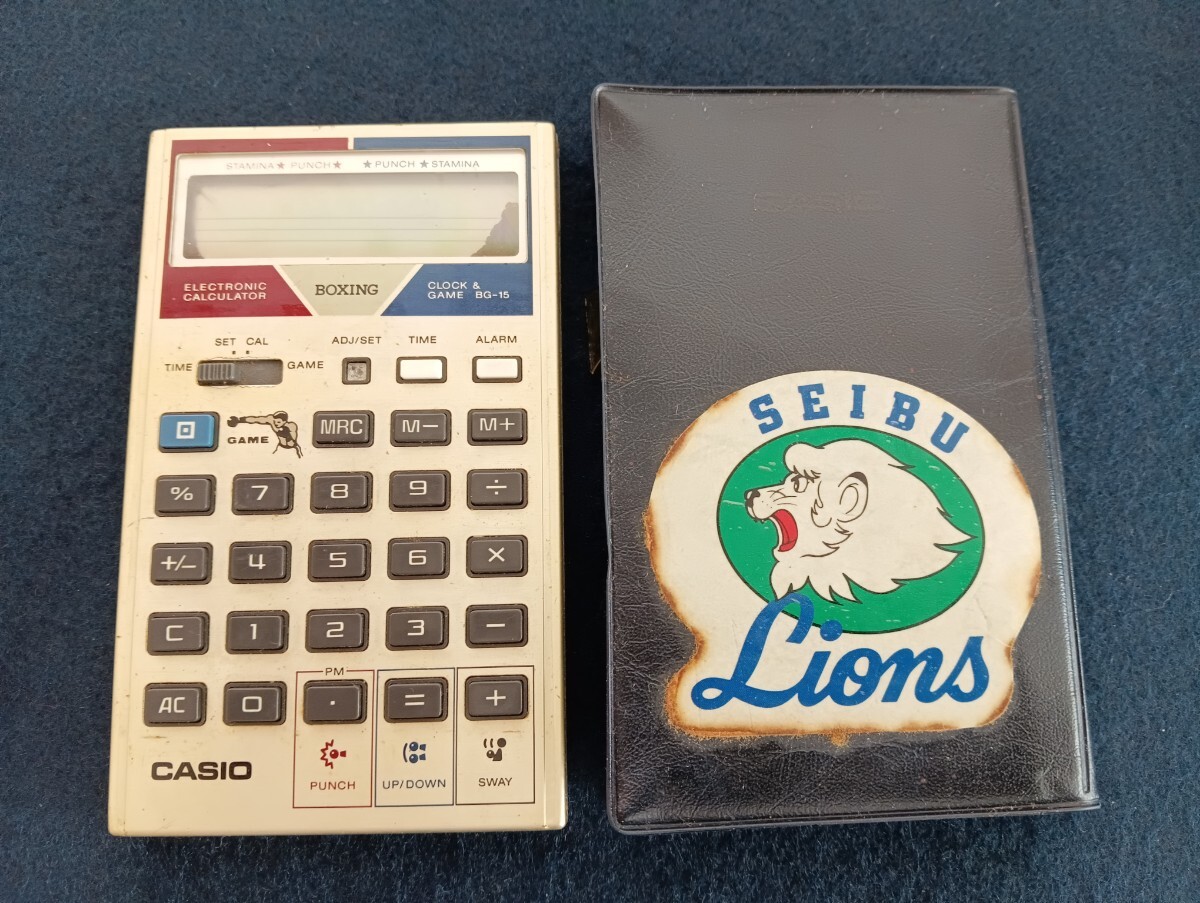 STAMINA★ PUNCH★ ★PUNCH ★STAMINA
ELECTRONIC
CALCULATOR
BOXING
CLOCK &
GAME BG-15
SET CAL
TIME GAME
ADJ/SET TIME ALARM
GAME MRC M− M+
% 7 8 9 ÷
+/− 4 5 6 ×
C 1 2 3 −
PM
AC 0 · = +
CASIO
PUNCH UP/DOWN SWAY
CASIO
SEIBU
Lions